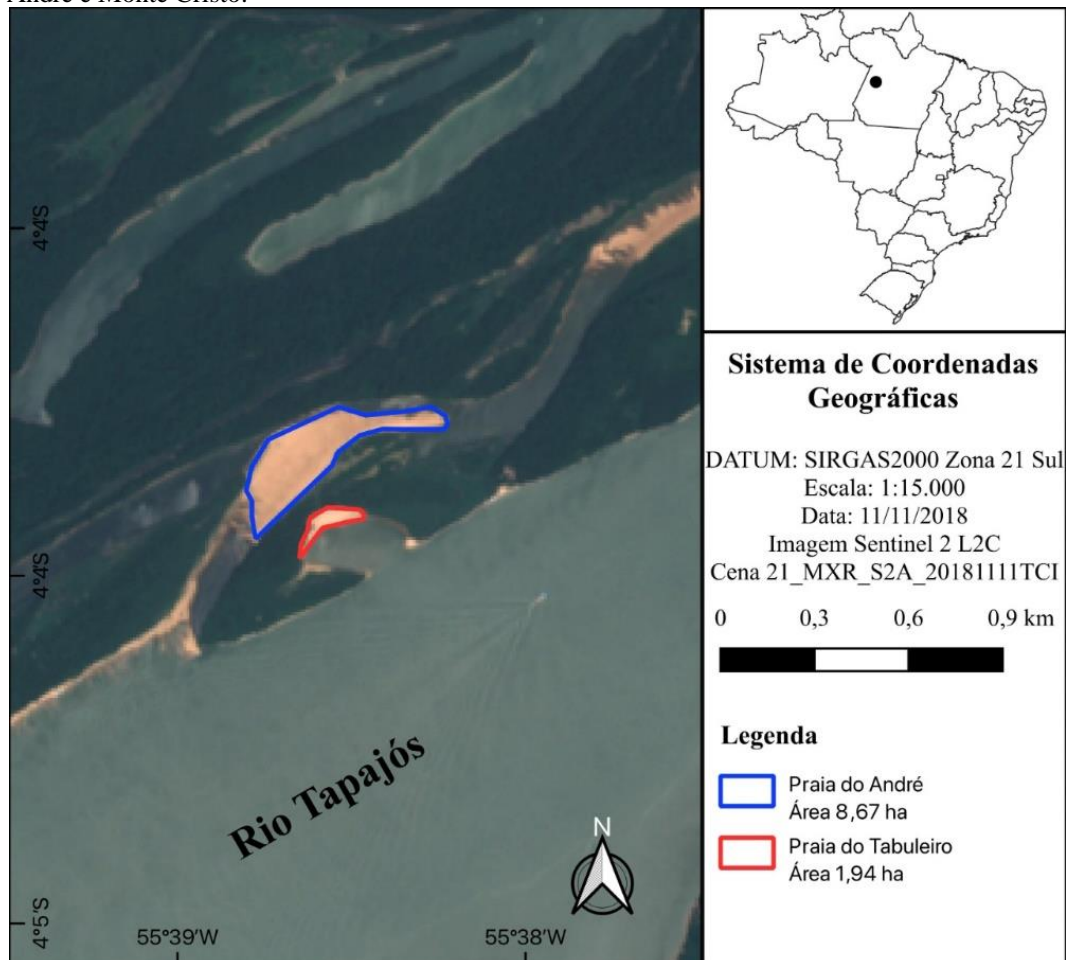 André e Monte Cristo.
4°4'S
4°4'S
4°5'S
55°39'W
55°38'W
Rio Tapajós
N
Sistema de Coordenadas
Geográficas
DATUM: SIRGAS2000 Zona 21 Sul
Escala: 1:15.000
Data: 11/11/2018
Imagem Sentinel 2 L2C
Cena 21_MXR_S2A_20181111TCI
0 0,3 0,6 0,9 km
Legenda
Praia do André
Área 8,67 ha
Praia do Tabuleiro
Área 1,94 ha